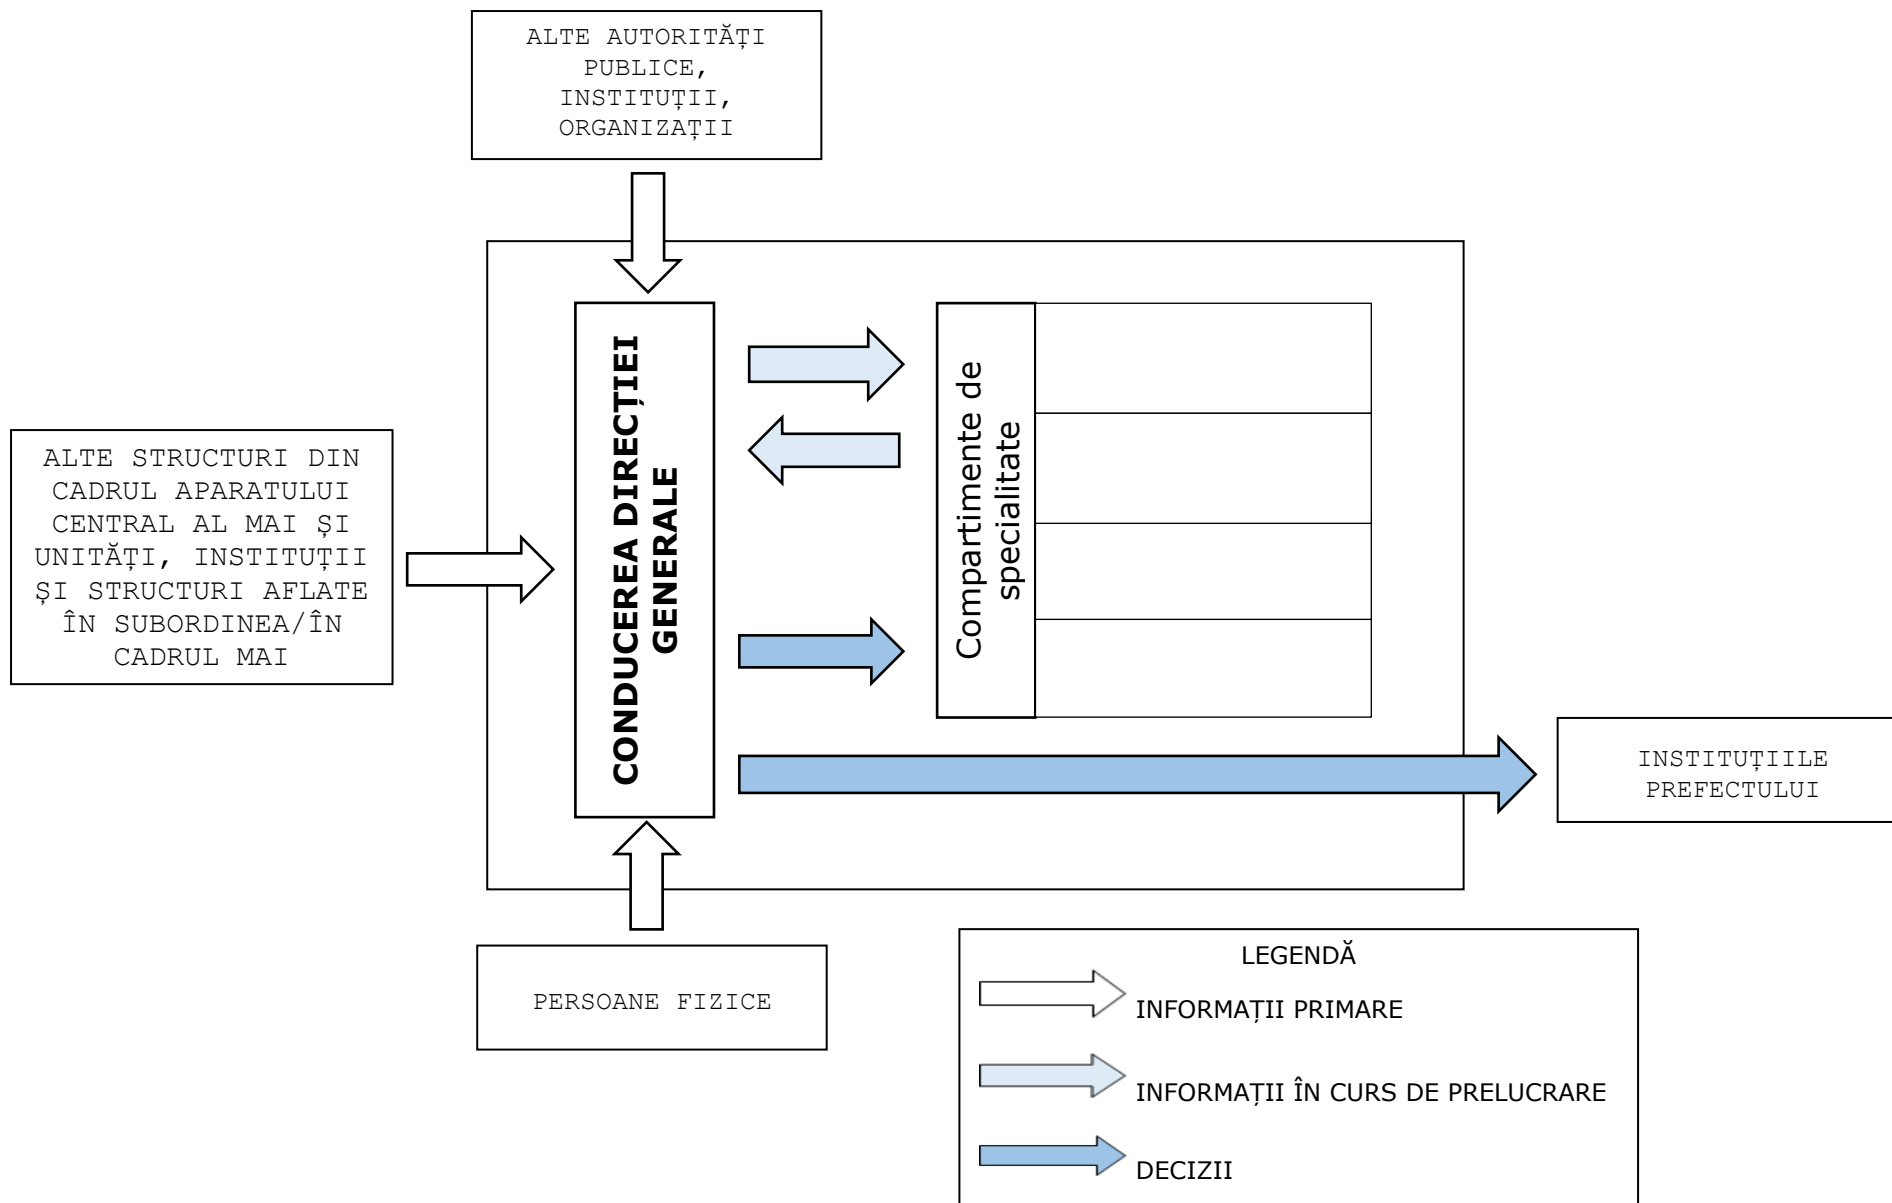 ALTE AUTORITĂȚI
PUBLICE,
INSTITUȚII,
ORGANIZAȚII
ALTE STRUCTURI DIN
CADRUL APARATULUI
CENTRAL AL MAI ȘI
UNITĂȚI, INSTITUȚII
ȘI STRUCTURI AFLATE
ÎN SUBORDINEA/ÎN
CADRUL MAI
CONDUCEREA DIRECȚIEI
GENERALE
Compartimente de
specialitate
INSTITUȚIILE
PREFECTULUI
PERSOANE FIZICE
LEGENDĂ
INFORMAȚII PRIMARE
INFORMAȚII ÎN CURS DE PRELUCRARE
DECIZII